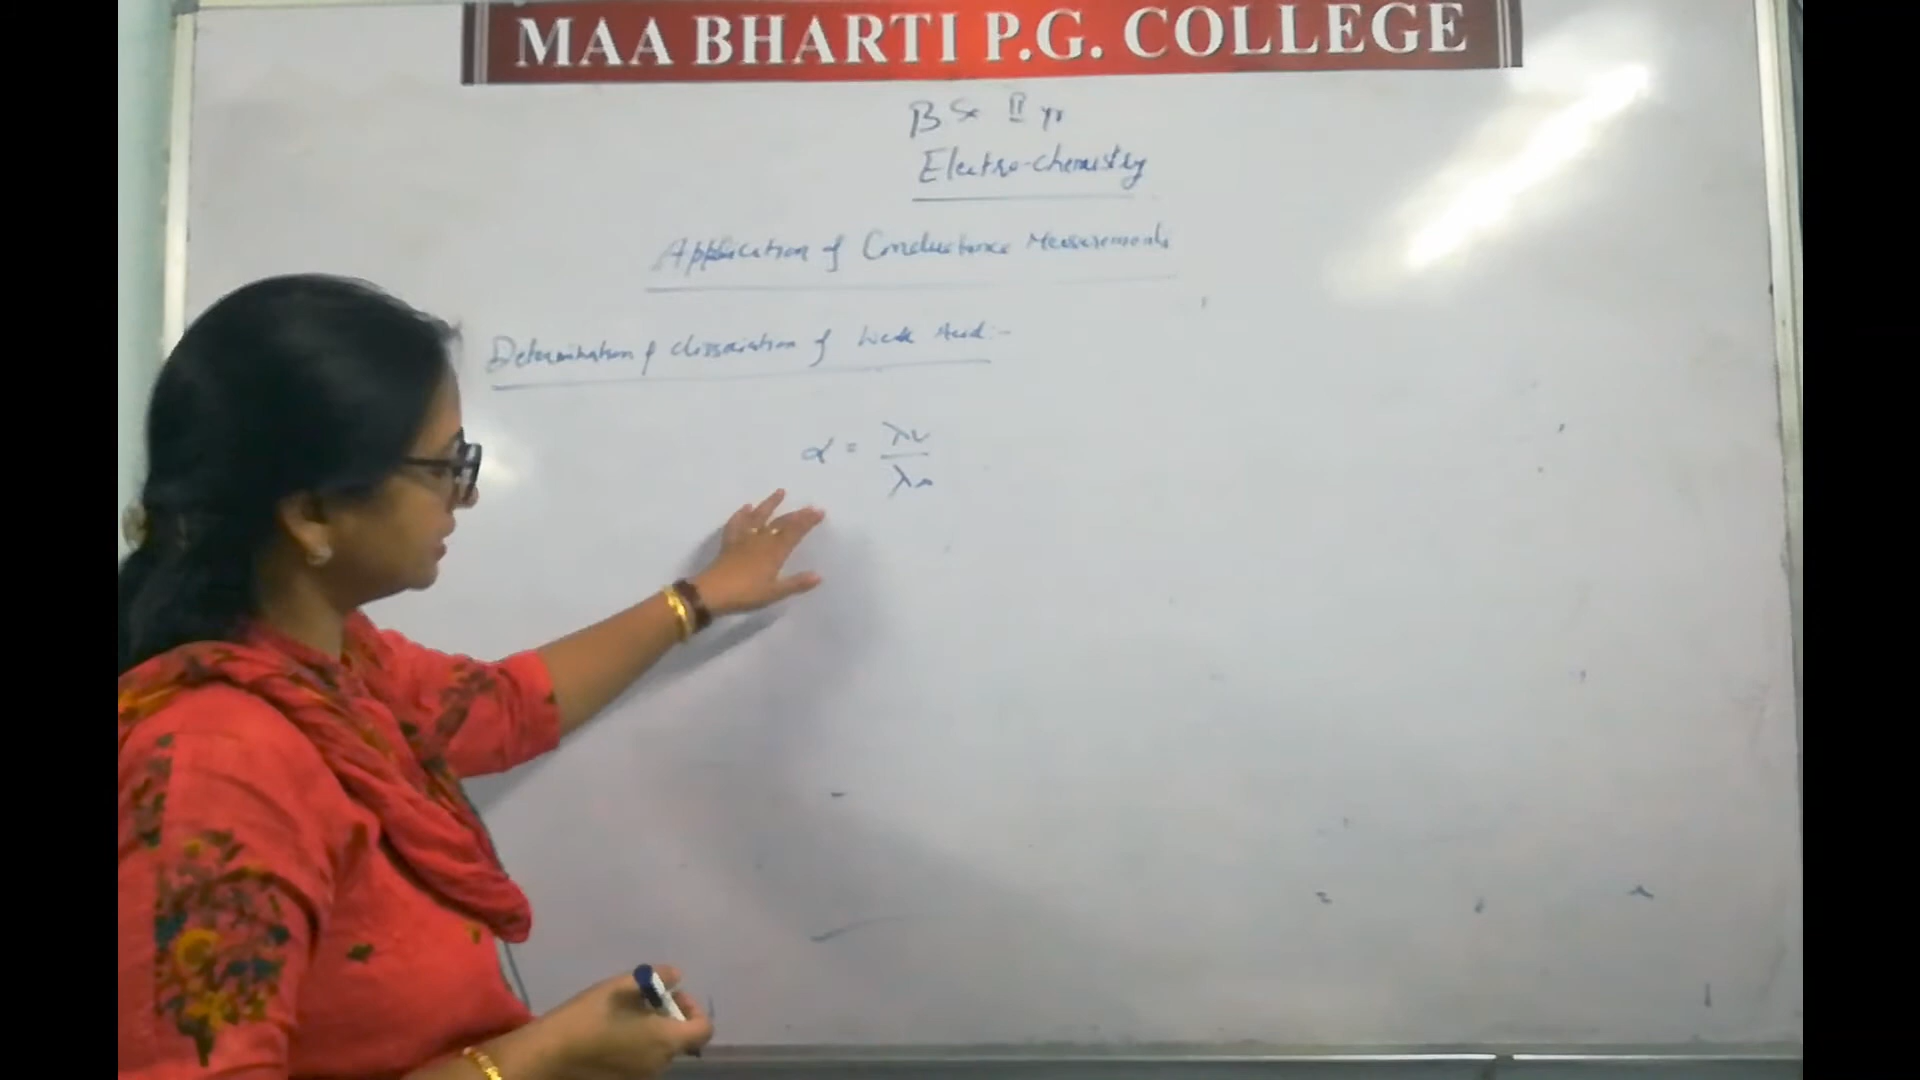 MAA BHARTI P.G. COLLEGE
BSc II yr
Electro-chemistry
Application of Conductance Measurements
Determination of dissociation of Weak Acid:-
α = λv / λ∞